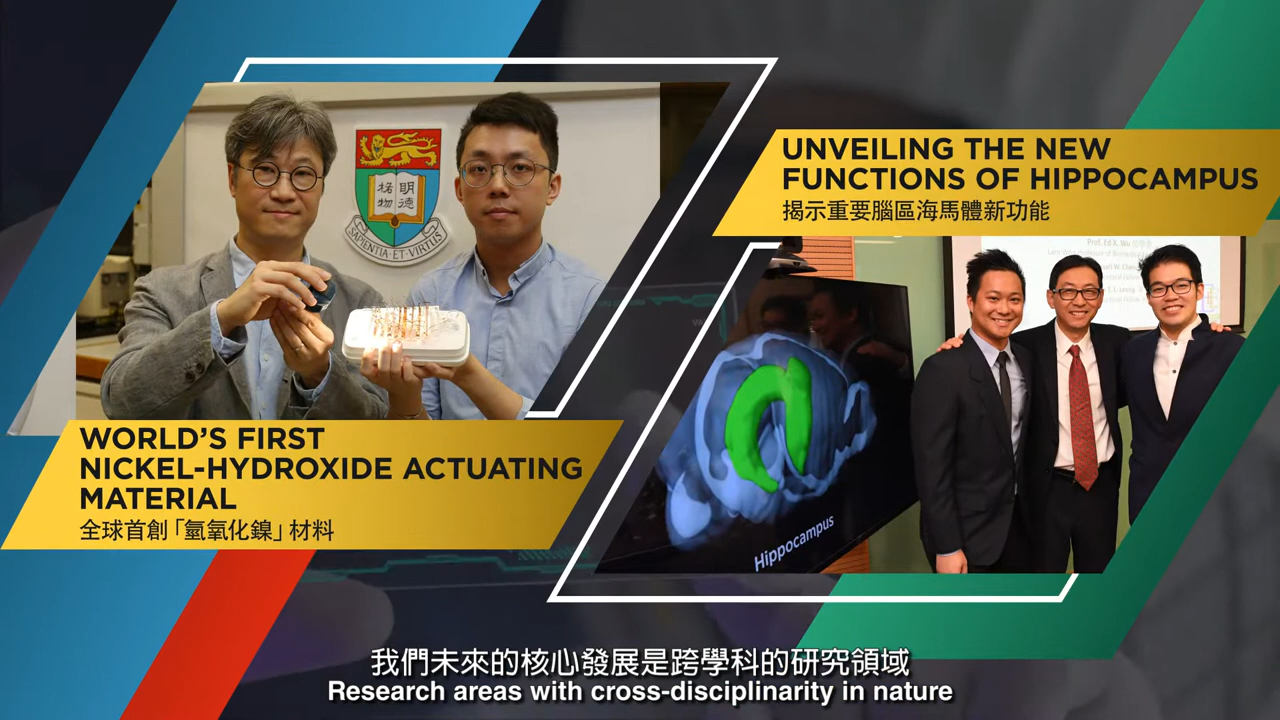 明德
格物
SAPIENTIA·ET·VIRTUS
WORLD'S FIRST
NICKEL-HYDROXIDE ACTUATING
MATERIAL
全球首創「氫氧化鎳」材料
UNVEILING THE NEW
FUNCTIONS OF HIPPOCAMPUS
揭示重要腦區海馬體新功能
Prof. Ed X. Wu
Hippocampus
我們未來的核心發展是跨學科的研究領域
Research areas with cross-disciplinarity in nature